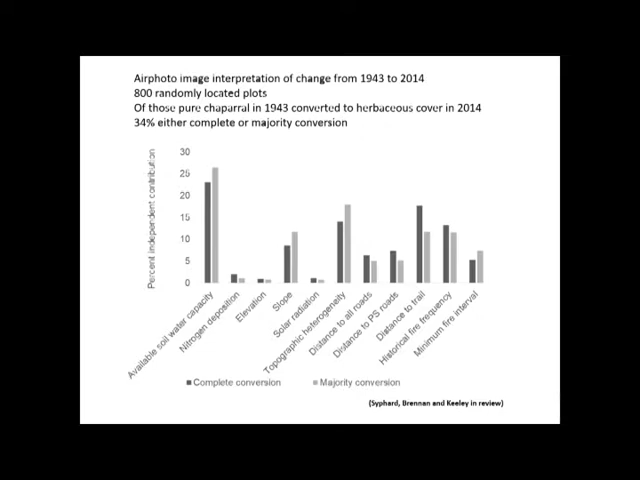 Airphoto image interpretation of change from 1943 to 2014
800 randomly located plots
Of those pure chaparral in 1943 converted to herbaceous cover in 2014
34% either complete or majority conversion
Percent independent contribution
30
25
20
15
10
5
0
Available soil water capacity
Nitrogen deposition
Elevation
Slope
Solar radiation
Topographic heterogeneity
Distance to all roads
Distance to PS roads
Distance to trail
Historical fire frequency
Minimum fire interval
Complete conversion
Majority conversion
(Syphard, Brennan and Keeley in review)